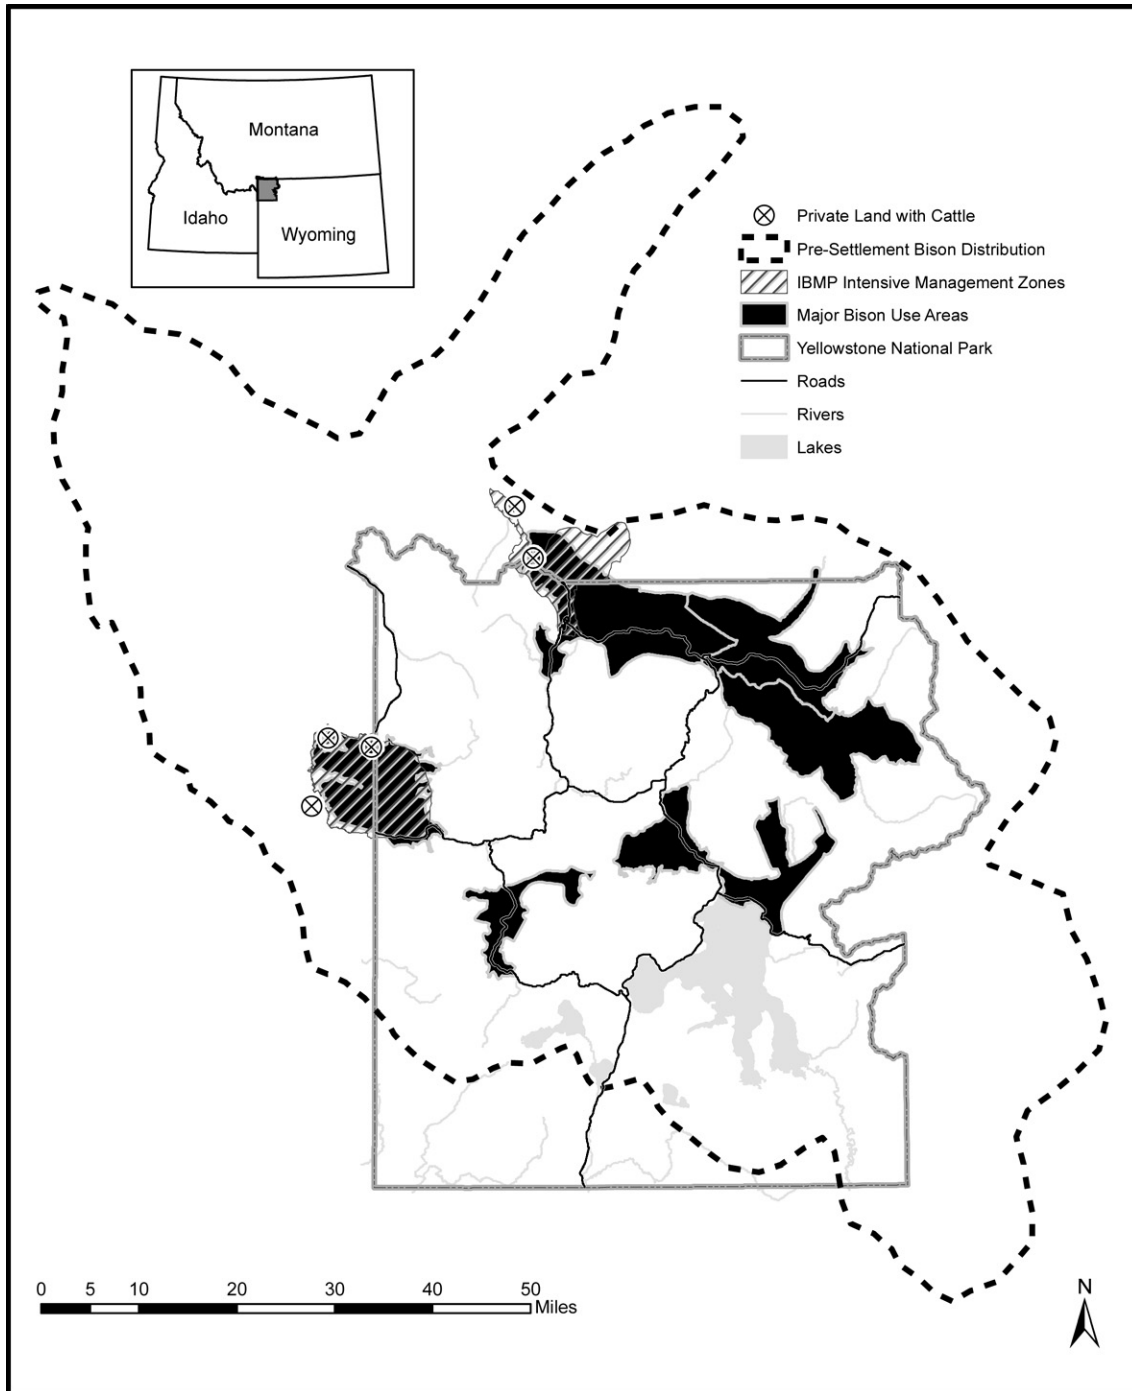 Montana
Idaho
Wyoming
Private Land with Cattle
Pre-Settlement Bison Distribution
IBMP Intensive Management Zones
Major Bison Use Areas
Yellowstone National Park
Roads
Rivers
Lakes
0 5 10 20 30 40 50
Miles
N